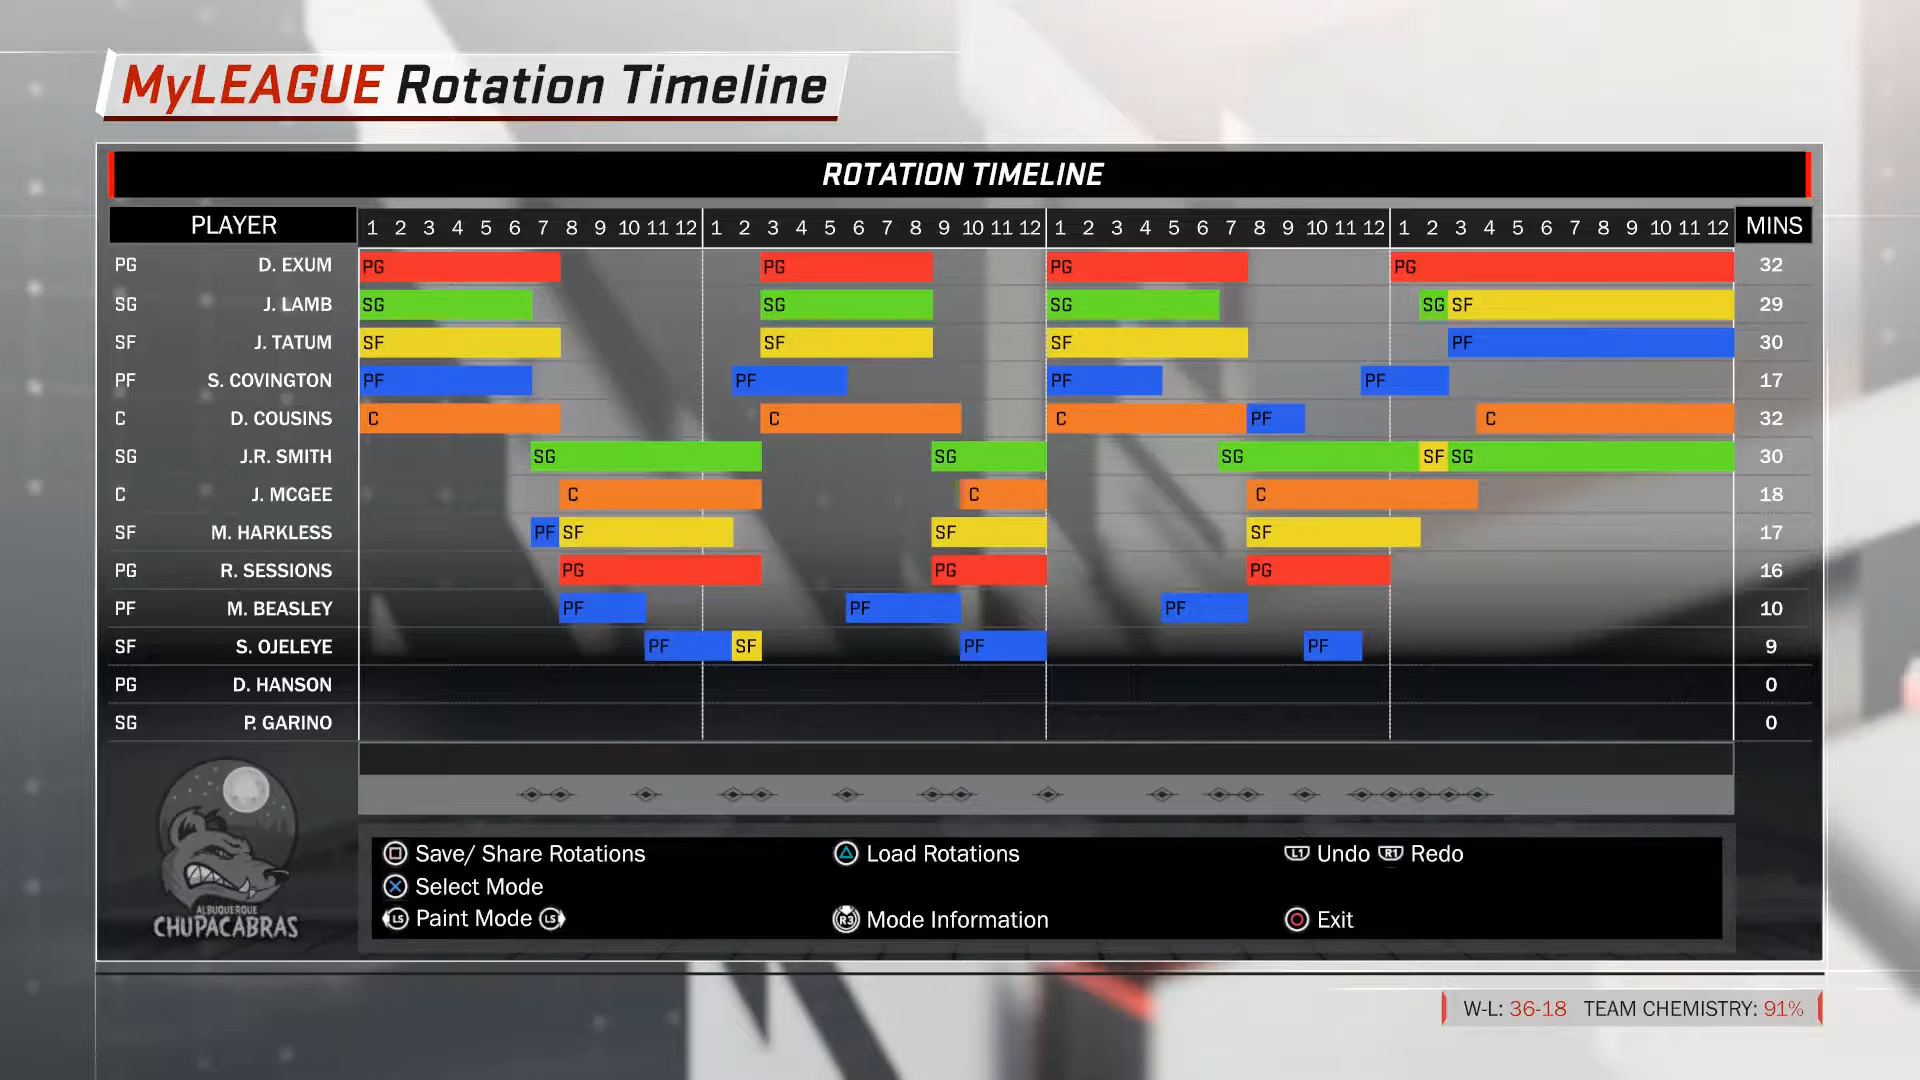 MyLEAGUE Rotation Timeline
ROTATION TIMELINE
PLAYER 1 2 3 4 5 6 7 8 9 10 11 12 1 2 3 4 5 6 7 8 9 10 11 12 1 2 3 4 5 6 7 8 9 10 11 12 1 2 3 4 5 6 7 8 9 10 11 12 MINS
PG D. EXUM PG PG PG PG 32
SG J. LAMB SG SG SG SG SF 29
SF J. TATUM SF SF SF PF 30
PF S. COVINGTON PF PF PF PF 17
C D. COUSINS C C C PF C 32
SG J.R. SMITH SG SG SG SF SG 30
C J. MCGEE C C C 18
SF M. HARKLESS PF SF SF SF 17
PG R. SESSIONS PG PG PG 16
PF M. BEASLEY PF PF PF 10
SF S. OJELEYE PF SF PF PF 9
PG D. HANSON 0
SG P. GARINO 0
ALBUQUERQUE
CHUPACABRAS
Save/ Share Rotations Load Rotations L1 Undo R1 Redo
Select Mode
LS Paint Mode LS R3 Mode Information Exit
W-L: 36-18 TEAM CHEMISTRY: 91%